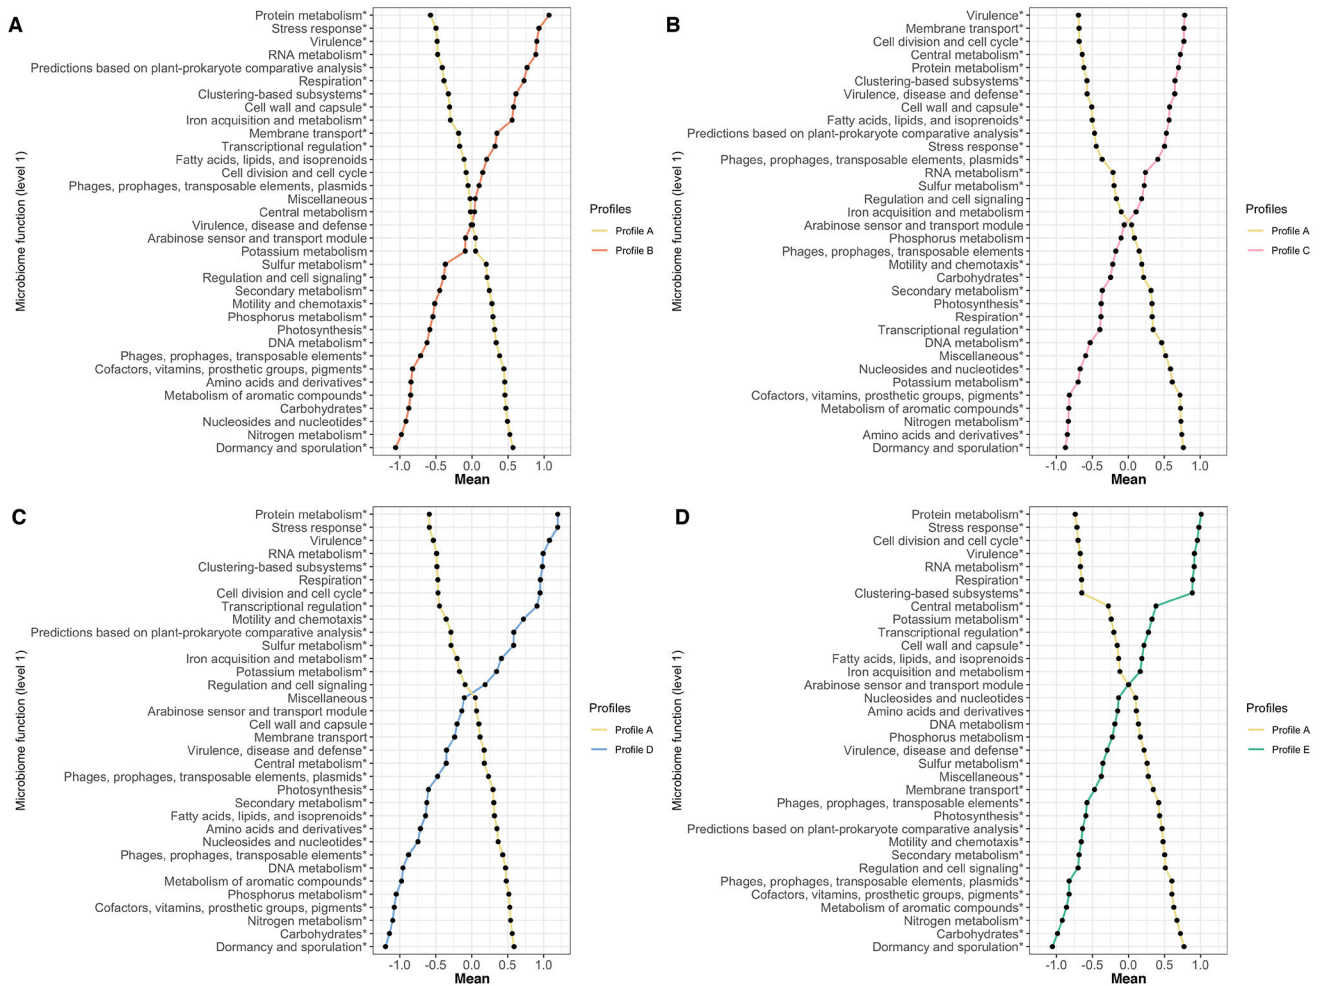 A
Microbiome function (level 1)
Protein metabolism*
Stress response*
Virulence*
RNA metabolism*
Predictions based on plant-prokaryote comparative analysis*
Respiration*
Clustering-based subsystems*
Cell wall and capsule*
Iron acquisition and metabolism*
Membrane transport*
Transcriptional regulation*
Fatty acids, lipids, and isoprenoids
Cell division and cell cycle
Phages, prophages, transposable elements, plasmids
Miscellaneous
Central metabolism
Virulence, disease and defense
Arabinose sensor and transport module
Potassium metabolism
Sulfur metabolism*
Regulation and cell signaling*
Secondary metabolism*
Motility and chemotaxis*
Phosphorus metabolism*
Photosynthesis*
DNA metabolism*
Phages, prophages, transposable elements*
Cofactors, vitamins, prosthetic groups, pigments*
Amino acids and derivatives*
Metabolism of aromatic compounds*
Carbohydrates*
Nucleosides and nucleotides*
Nitrogen metabolism*
Dormancy and sporulation*
-1.0 -0.5 0.0 0.5 1.0
Mean
Profiles
Profile A
Profile B
B
Microbiome function (level 1)
Virulence*
Membrane transport*
Cell division and cell cycle*
Central metabolism*
Protein metabolism*
Clustering-based subsystems*
Virulence, disease and defense*
Cell wall and capsule*
Fatty acids, lipids, and isoprenoids*
Predictions based on plant-prokaryote comparative analysis*
Stress response*
Phages, prophages, transposable elements, plasmids*
RNA metabolism*
Sulfur metabolism*
Regulation and cell signaling
Iron acquisition and metabolism
Arabinose sensor and transport module
Phosphorus metabolism
Phages, prophages, transposable elements
Motility and chemotaxis*
Carbohydrates*
Secondary metabolism*
Photosynthesis*
Respiration*
Transcriptional regulation*
DNA metabolism*
Miscellaneous*
Nucleosides and nucleotides*
Potassium metabolism*
Cofactors, vitamins, prosthetic groups, pigments*
Metabolism of aromatic compounds*
Nitrogen metabolism*
Amino acids and derivatives*
Dormancy and sporulation*
-1.0 -0.5 0.0 0.5 1.0
Mean
Profiles
Profile A
Profile C
C
Microbiome function (level 1)
Protein metabolism*
Stress response*
Virulence*
RNA metabolism*
Clustering-based subsystems*
Respiration*
Cell division and cell cycle*
Transcriptional regulation*
Motility and chemotaxis*
Predictions based on plant-prokaryote comparative analysis*
Sulfur metabolism*
Iron acquisition and metabolism*
Potassium metabolism*
Regulation and cell signaling
Miscellaneous
Arabinose sensor and transport module
Cell wall and capsule
Membrane transport
Virulence, disease and defense*
Central metabolism*
Phages, prophages, transposable elements, plasmids*
Photosynthesis*
Secondary metabolism*
Fatty acids, lipids, and isoprenoids*
Amino acids and derivatives*
Nucleosides and nucleotides*
Phages, prophages, transposable elements*
DNA metabolism*
Metabolism of aromatic compounds*
Phosphorus metabolism*
Cofactors, vitamins, prosthetic groups, pigments*
Nitrogen metabolism*
Carbohydrates*
Dormancy and sporulation*
-1.0 -0.5 0.0 0.5 1.0
Mean
Profiles
Profile A
Profile D
D
Microbiome function (level 1)
Protein metabolism*
Stress response*
Cell division and cell cycle*
Virulence*
RNA metabolism*
Respiration*
Clustering-based subsystems*
Central metabolism*
Potassium metabolism*
Transcriptional regulation*
Cell wall and capsule*
Fatty acids, lipids, and isoprenoids
Iron acquisition and metabolism
Arabinose sensor and transport module
Nucleosides and nucleotides
Amino acids and derivatives
DNA metabolism
Phosphorus metabolism
Virulence, disease and defense*
Sulfur metabolism*
Miscellaneous*
Membrane transport*
Phages, prophages, transposable elements*
Photosynthesis*
Predictions based on plant-prokaryote comparative analysis*
Motility and chemotaxis*
Secondary metabolism*
Regulation and cell signaling*
Phages, prophages, transposable elements, plasmids*
Cofactors, vitamins, prosthetic groups, pigments*
Metabolism of aromatic compounds*
Nitrogen metabolism*
Carbohydrates*
Dormancy and sporulation*
-1.0 -0.5 0.0 0.5 1.0
Mean
Profiles
Profile A
Profile E